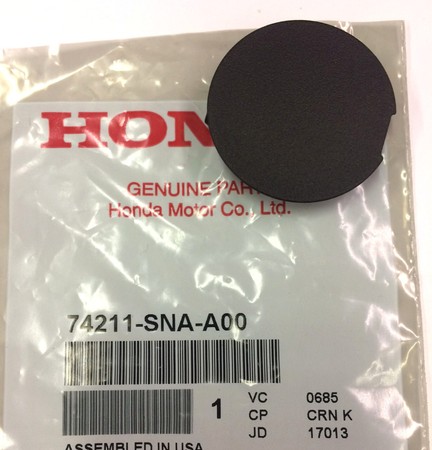 HON
GENUINE PAR
Honda Motor Co., Ltd.
74211-SNA-A00
1
VC 0685
CP CRN K
JD 17013
ASSEMBLED IN USA